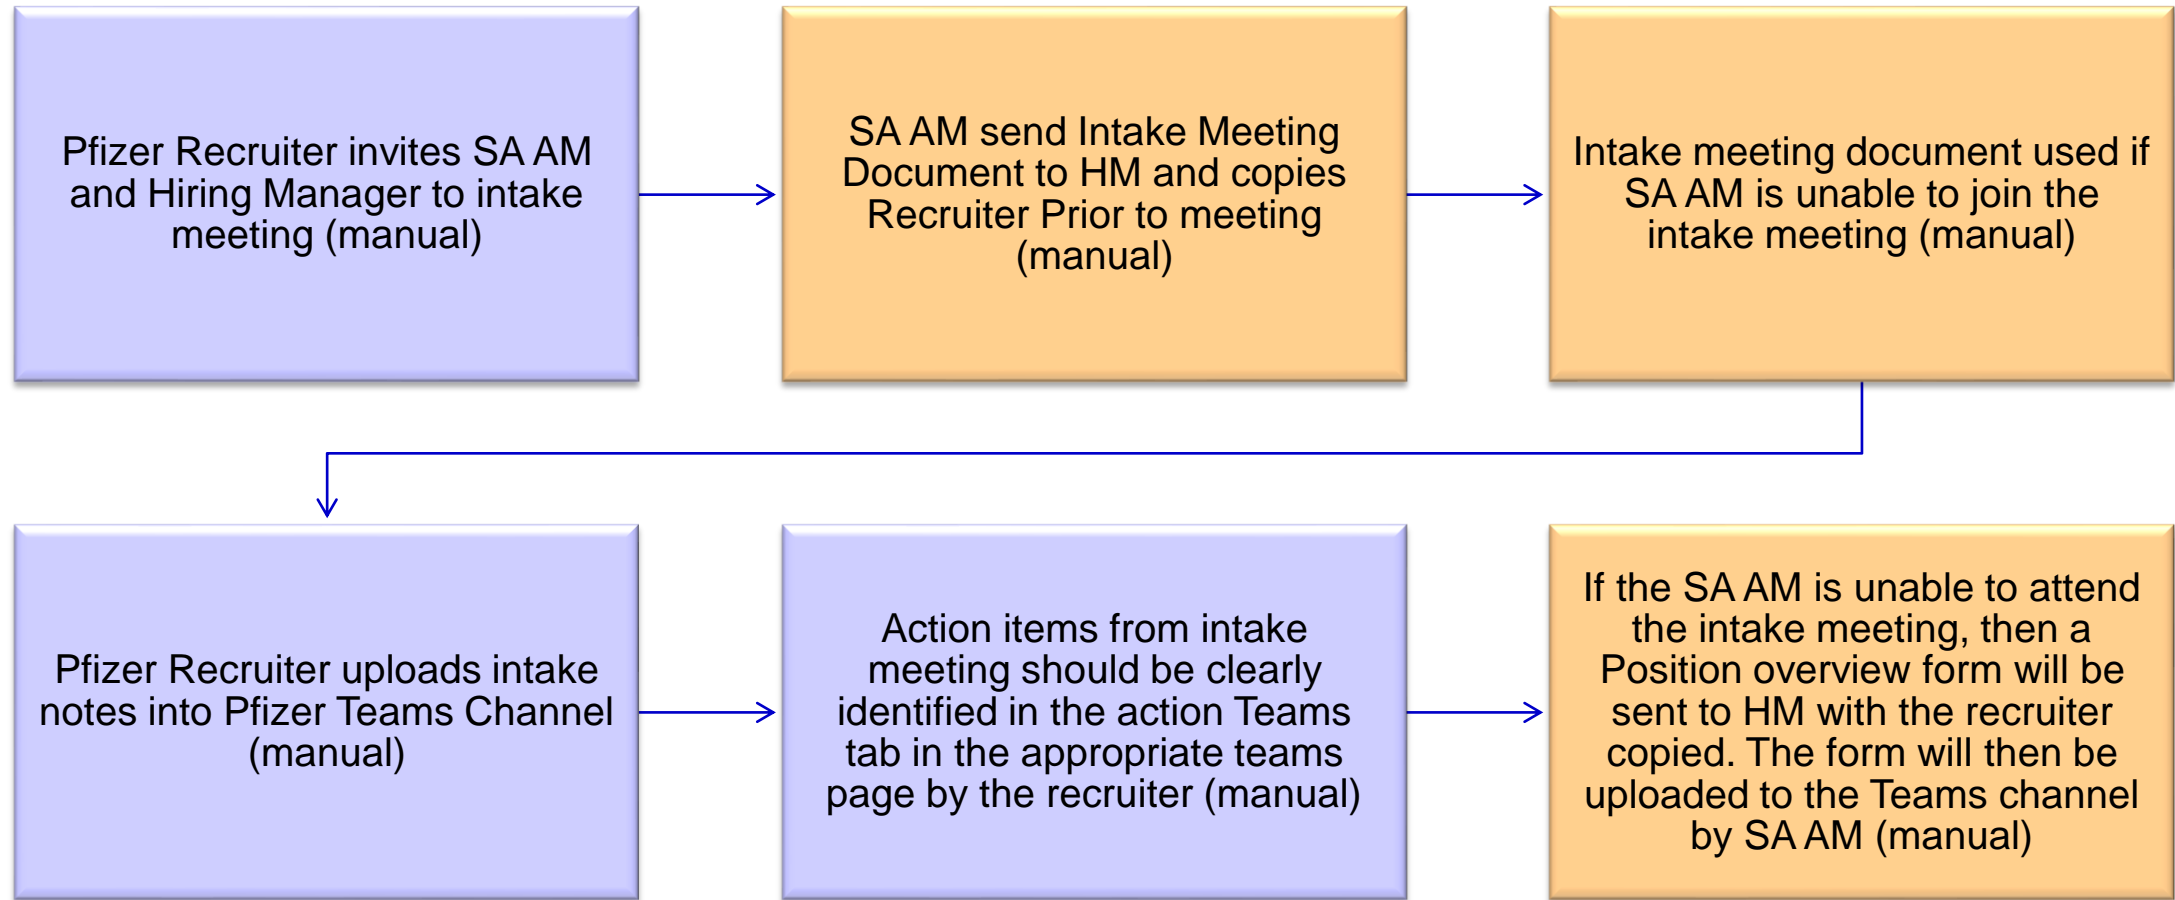 Pfizer Recruiter invites SA AM
and Hiring Manager to intake
meeting (manual)
SA AM send Intake Meeting
Document to HM and copies
Recruiter Prior to meeting
(manual)
Intake meeting document used if
SA AM is unable to join the
intake meeting (manual)
Pfizer Recruiter uploads intake
notes into Pfizer Teams Channel
(manual)
Action items from intake
meeting should be clearly
identified in the action Teams
tab in the appropriate teams
page by the recruiter (manual)
If the SA AM is unable to attend
the intake meeting, then a
Position overview form will be
sent to HM with the recruiter
copied. The form will then be
uploaded to the Teams channel
by SA AM (manual)